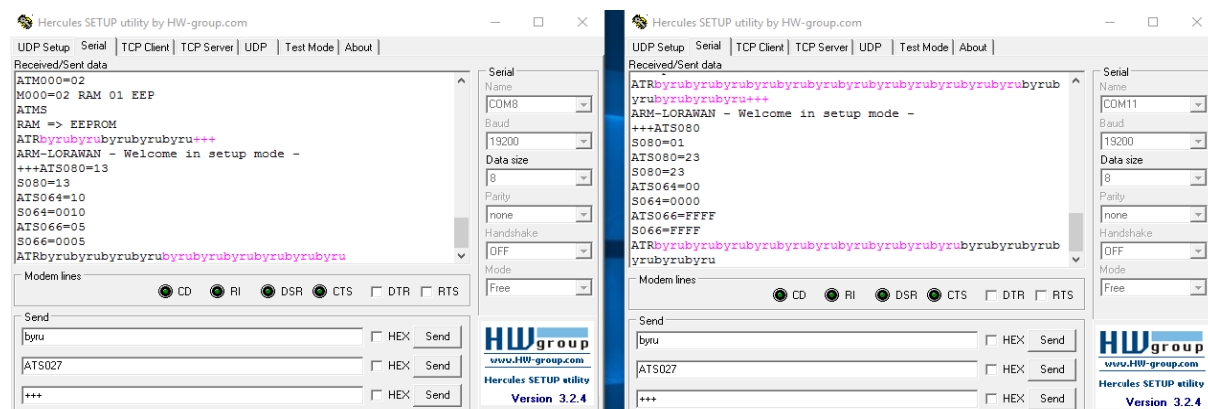 Hercules SETUP utility by HW-group.com
UDP Setup Serial TCP Client TCP Server UDP Test Mode About
Received/Sent data
ATM000=02
M000=02 RAM 01 EEP
ATMS
RAM => EEPROM
ATRbyrubyrubyrubyrubyru+++
ARM-LORAWAN - Welcome in setup mode -
+++ATS080=13
S080=13
ATS064=10
S064=0010
ATS066=05
S066=0005
ATRbyrubyrubyrubyrubyrubyrubyrubyrubyrubyru
Serial
Name
COM8
Baud
19200
Data size
8
Parity
none
Handshake
OFF
Mode
Free
Modem lines
CD RI DSR CTS DTR RTS
Send
byru HEX Send
ATS027 HEX Send
+++ HEX Send
HW group
www.HW-group.com
Hercules SETUP utility
Version 3.2.4
Hercules SETUP utility by HW-group.com
UDP Setup Serial TCP Client TCP Server UDP Test Mode About
Received/Sent data
ATRbyrubyrubyrubyrubyrubyrubyrubyrubyrubyrubyrubyrubyrub
yrubyrubyrubyru+++
ARM-LORAWAN - Welcome in setup mode -
+++ATS080
S080=01
ATS080=23
S080=23
ATS064=00
S064=0000
ATS066=FFFF
S066=FFFF
ATRbyrubyrubyrubyrubyrubyrubyrubyrubyrubyrubyrubyrubyrub
yrubyrubyru
Serial
Name
COM11
Baud
19200
Data size
8
Parity
none
Handshake
OFF
Mode
Free
Modem lines
CD RI DSR CTS DTR RTS
Send
byru HEX Send
ATS027 HEX Send
+++ HEX Send
HW group
www.HW-group.com
Hercules SETUP utility
Version 3.2.4